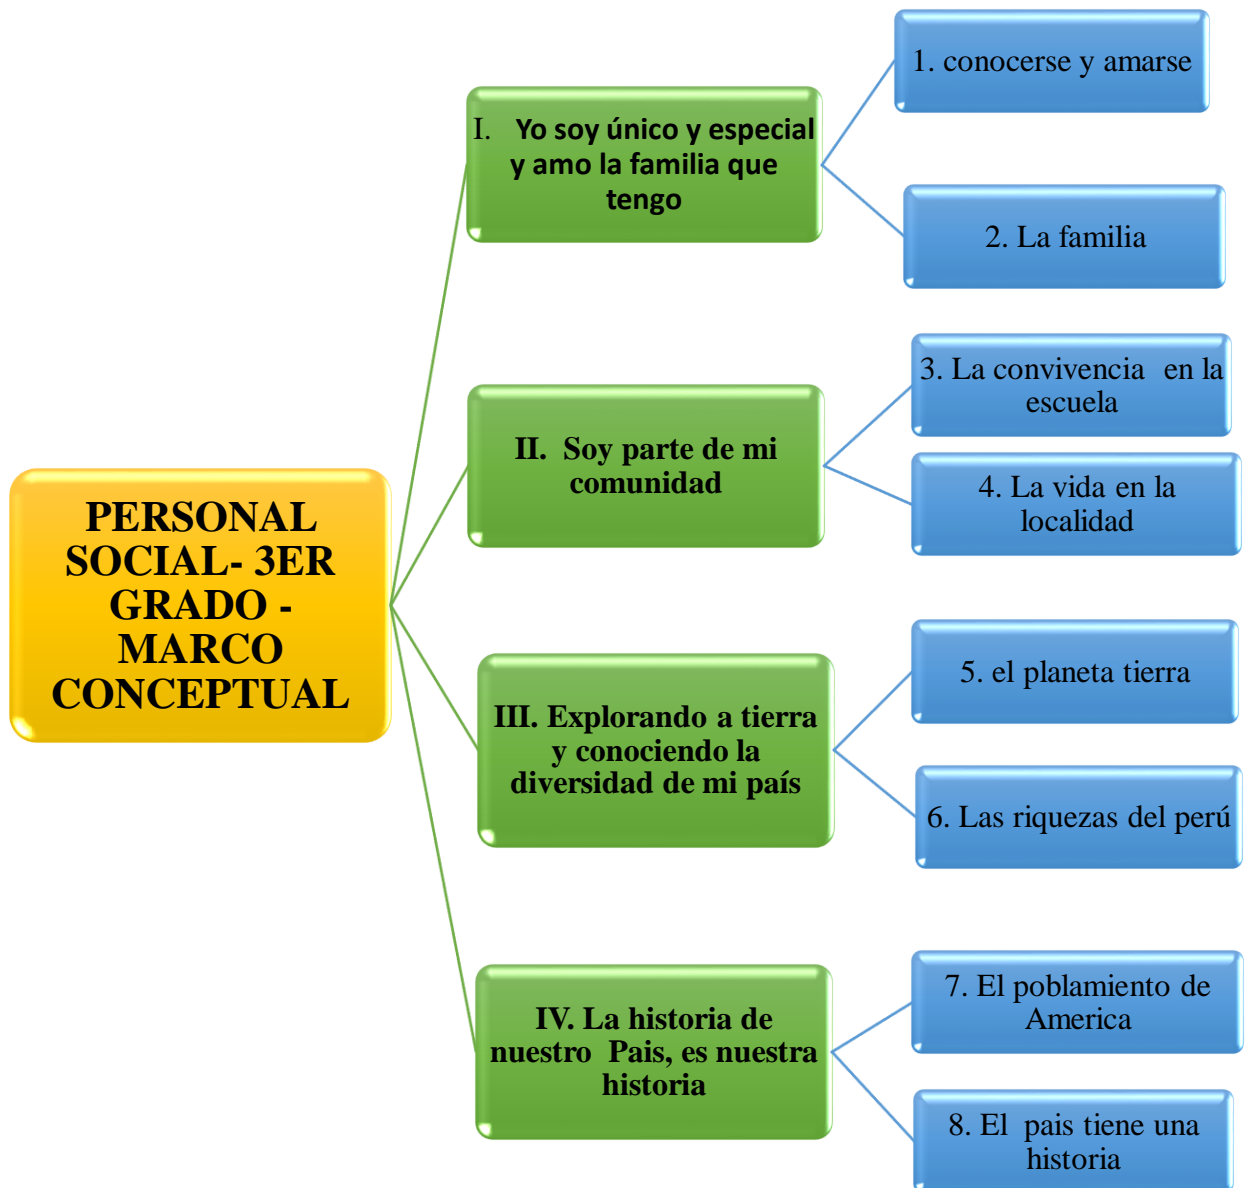 PERSONAL
SOCIAL- 3ER
GRADO -
MARCO
CONCEPTUAL
I. Yo soy único y especial
y amo la familia que
tengo
1. conocerse y amarse
2. La familia
II. Soy parte de mi
comunidad
3. La convivencia en la
escuela
4. La vida en la
localidad
III. Explorando a tierra
y conociendo la
diversidad de mi país
5. el planeta tierra
6. Las riquezas del perú
IV. La historia de
nuestro Pais, es nuestra
historia
7. El poblamiento de
America
8. El pais tiene una
historia